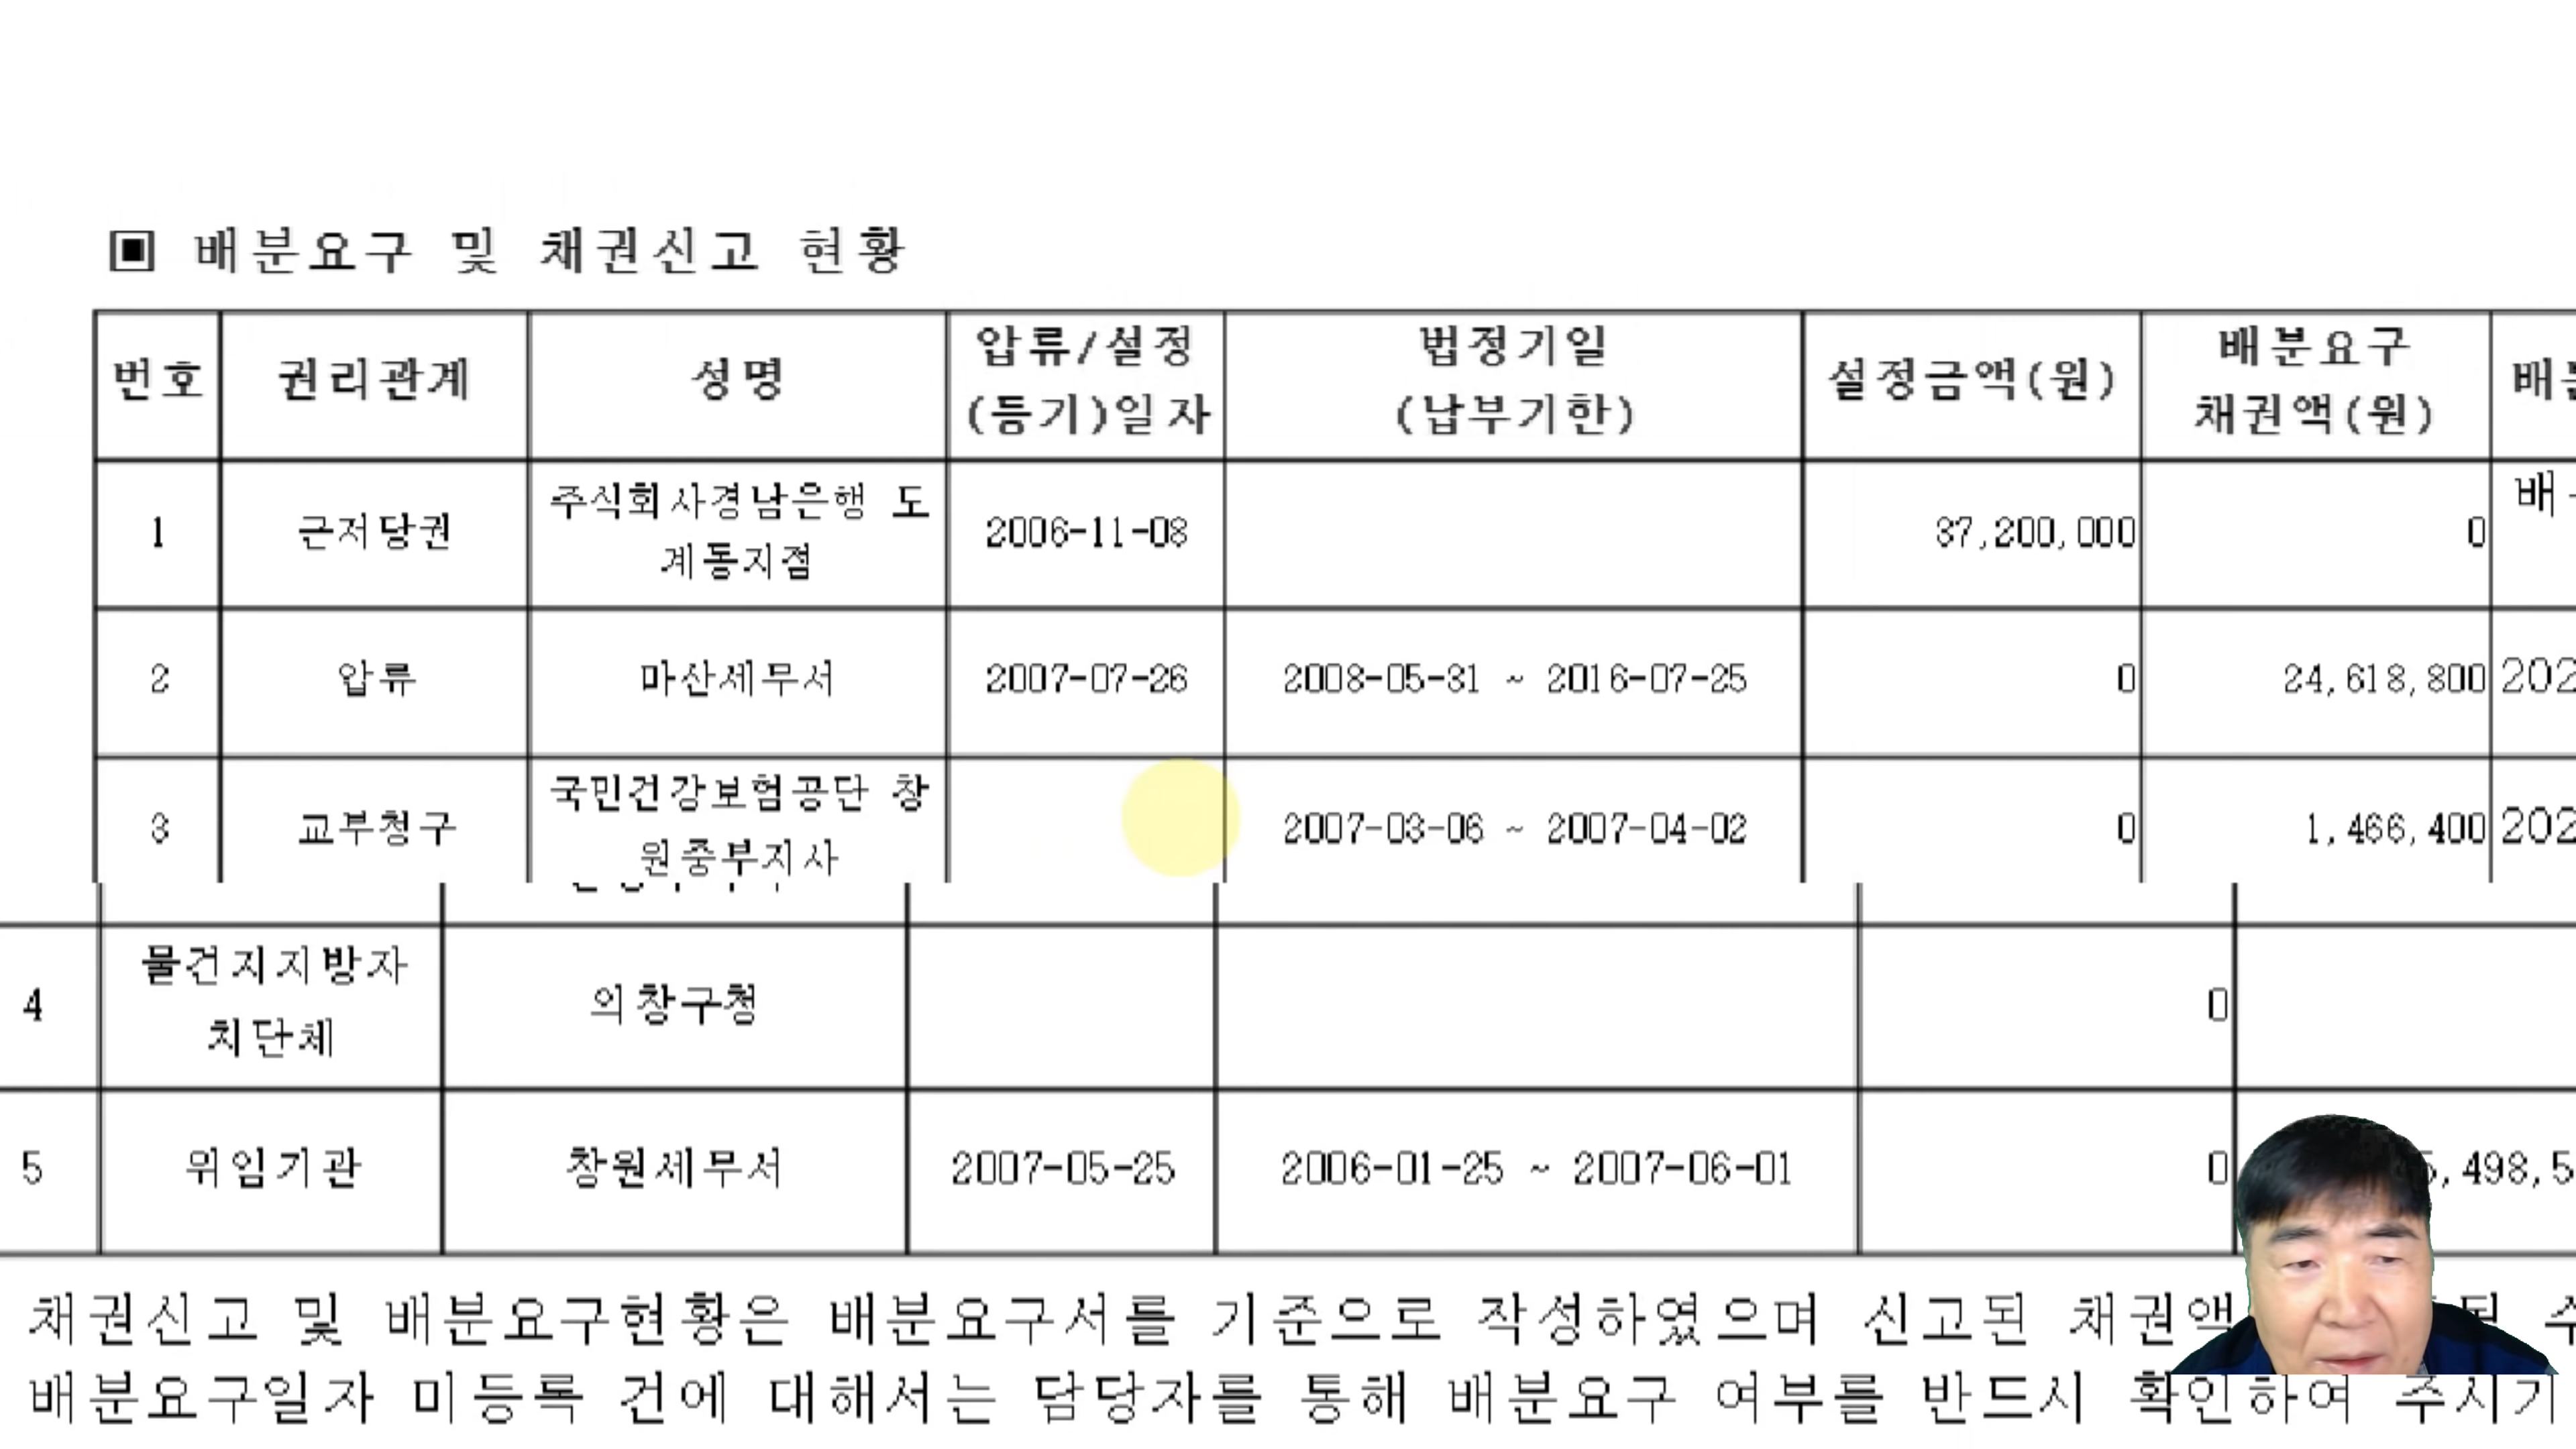 ▣ 배분요구 및 채권신고 현황
번호 권리관계 성명 압류/설정 (등기)일자 법정기일 (납부기한) 설정금액(원) 배분요구 채권액(원)
1 근저당권 주식회사경남은행 도계동지점 2006-11-08 37,200,000 0 배
2 압류 마산세무서 2007-07-26 2008-05-31 ~ 2016-07-25 0 24,618,800 202
3 교부청구 국민건강보험공단 창원중부지사 2007-03-06 ~ 2007-04-02 0 1,466,400 202
4 물건지지방자치단체 의창구청 0
5 위임기관 창원세무서 2007-05-25 2006-01-25 ~ 2007-06-01 0 5,498,5
채권신고 및 배분요구현황은 배분요구서를 기준으로 작성하였으며 신고된 채권액
배분요구일자 미등록 건에 대해서는 담당자를 통해 배분요구 여부를 반드시 확인하여 주시기